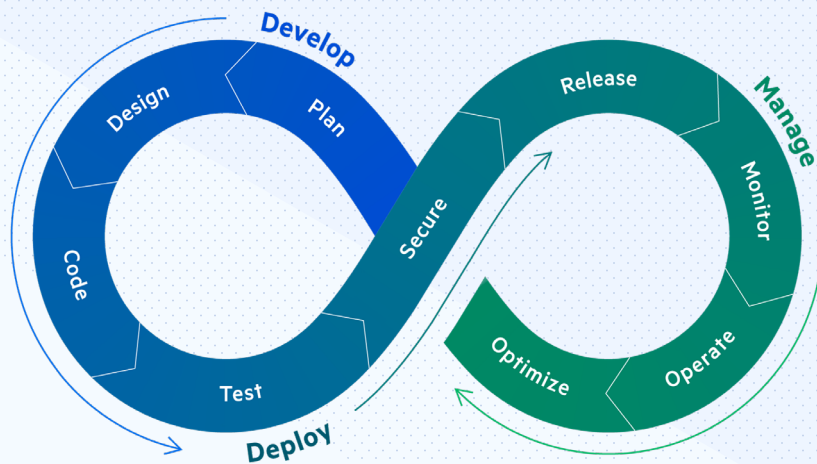 Develop
Plan
Design
Code
Test
Deploy
Secure
Release
Manage
Monitor
Operate
Optimize